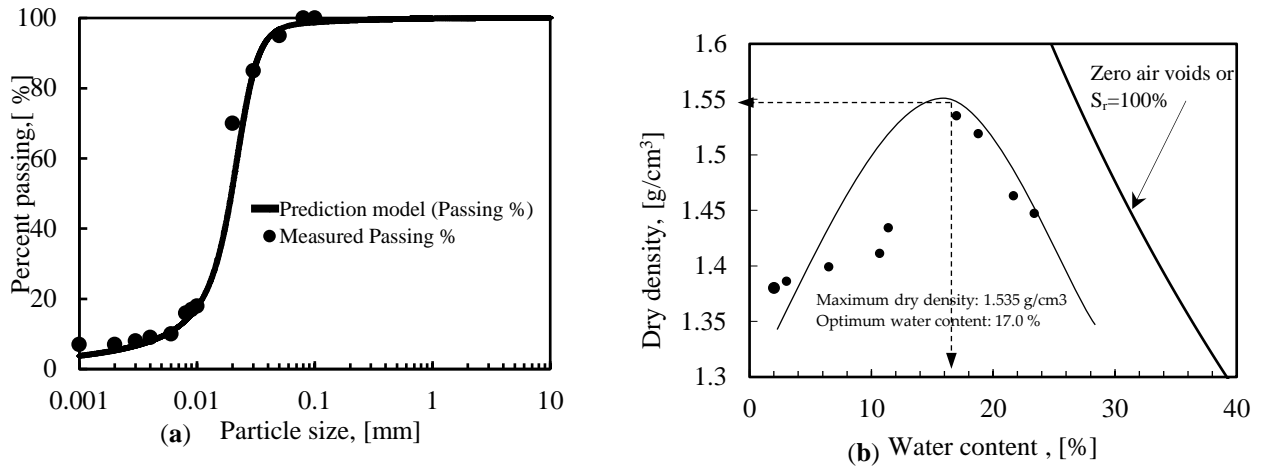 100
80
60
40
20
0
Percent passing,[ %]
Prediction model (Passing %)
Measured Passing %
0.001
0.01
0.1
1
10
(a) Particle size, [mm]
1.6
1.55
1.5
1.45
1.4
1.35
1.3
Dry density, [g/cm³]
Zero air voids or
Sᵣ=100%
Maximum dry density: 1.535 g/cm3
Optimum water content: 17.0 %
0
10
20
30
40
(b) Water content , [%]